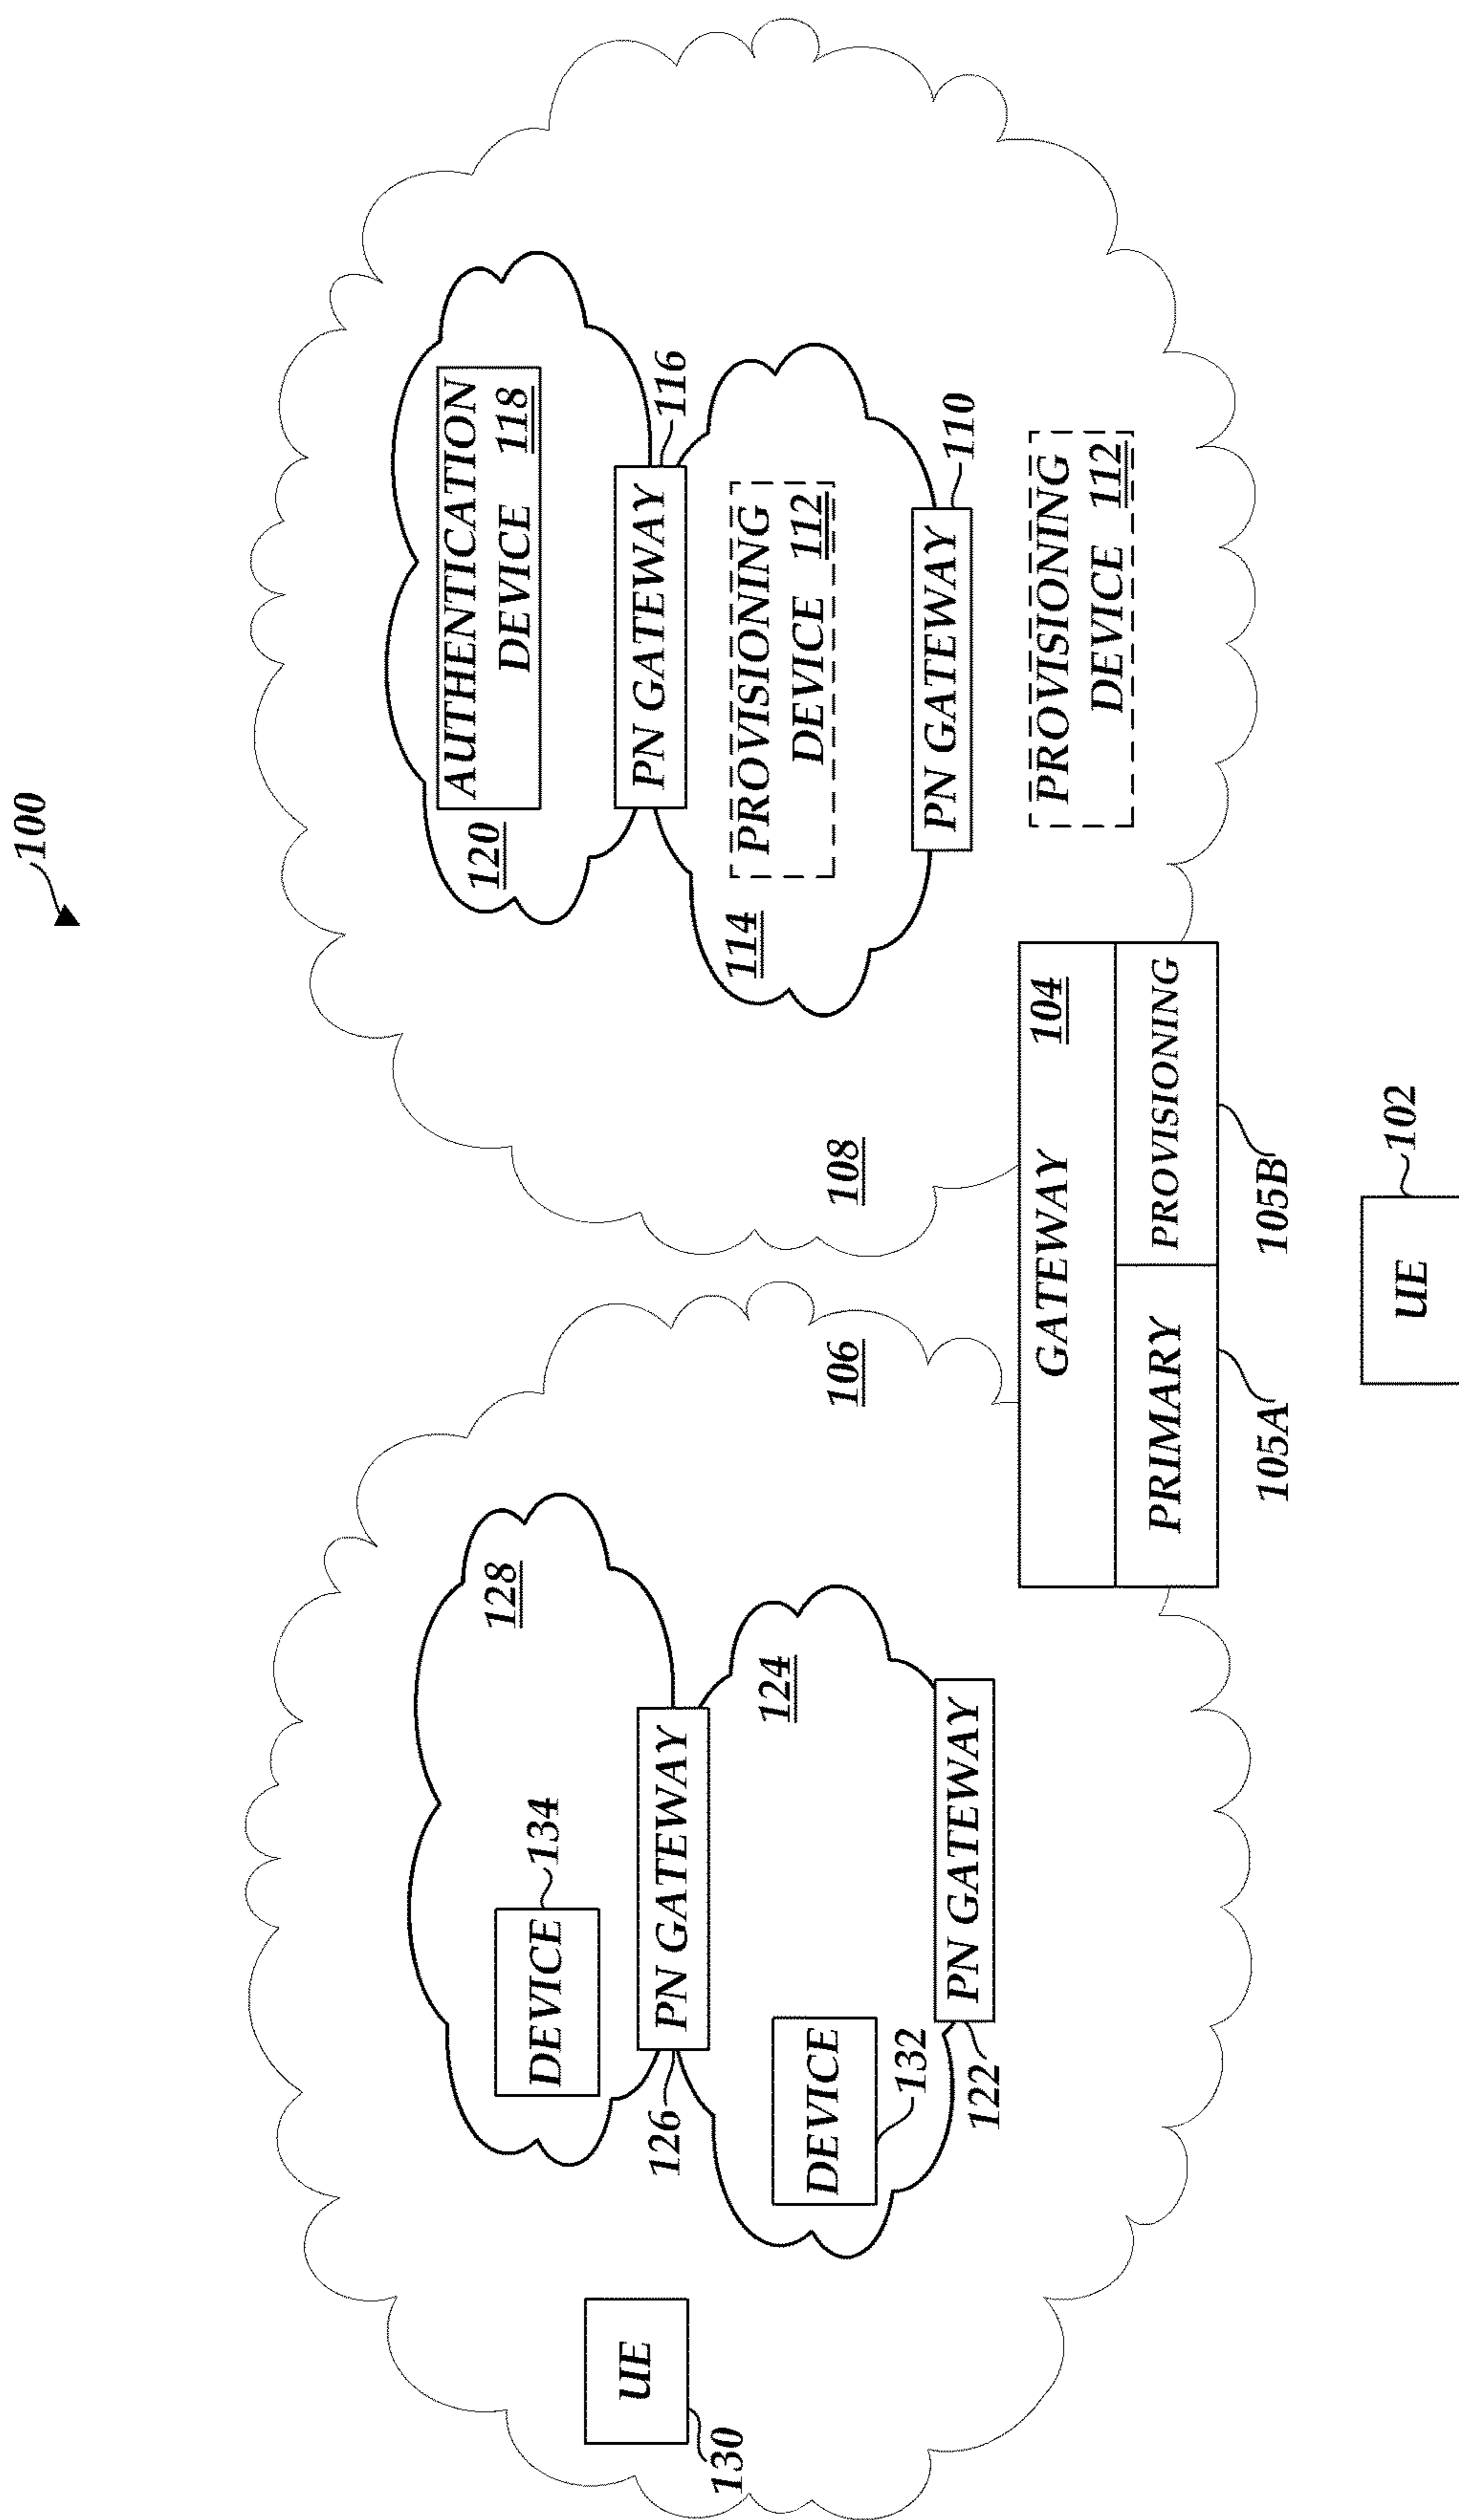 100
AUTHENTICATION
DEVICE 118
120
128
DEVICE
134
PN GATEWAY
116
PN GATEWAY
126
UE
130
PROVISIONING
DEVICE 112
114
124
DEVICE
132
108
106
PN GATEWAY
110
PN GATEWAY
122
PROVISIONING
DEVICE 112
GATEWAY 104
PRIMARY
PROVISIONING
105A
105B
UE
102